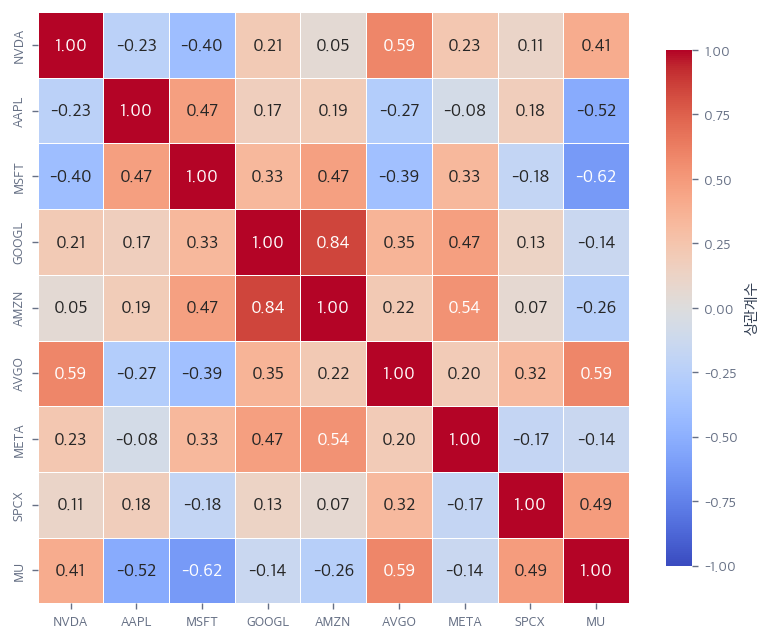 NVDA 1.00 -0.23 -0.40 0.21 0.05 0.59 0.23 0.11 0.41
AAPL -0.23 1.00 0.47 0.17 0.19 -0.27 -0.08 0.18 -0.52
MSFT -0.40 0.47 1.00 0.33 0.47 -0.39 0.33 -0.18 -0.62
GOOGL 0.21 0.17 0.33 1.00 0.84 0.35 0.47 0.13 -0.14
AMZN 0.05 0.19 0.47 0.84 1.00 0.22 0.54 0.07 -0.26
AVGO 0.59 -0.27 -0.39 0.35 0.22 1.00 0.20 0.32 0.59
META 0.23 -0.08 0.33 0.47 0.54 0.20 1.00 -0.17 -0.14
SPCX 0.11 0.18 -0.18 0.13 0.07 0.32 -0.17 1.00 0.49
MU 0.41 -0.52 -0.62 -0.14 -0.26 0.59 -0.14 0.49 1.00
NVDA AAPL MSFT GOOGL AMZN AVGO META SPCX MU
1.00
0.75
0.50
0.25
0.00
-0.25
-0.50
-0.75
-1.00
상관계수